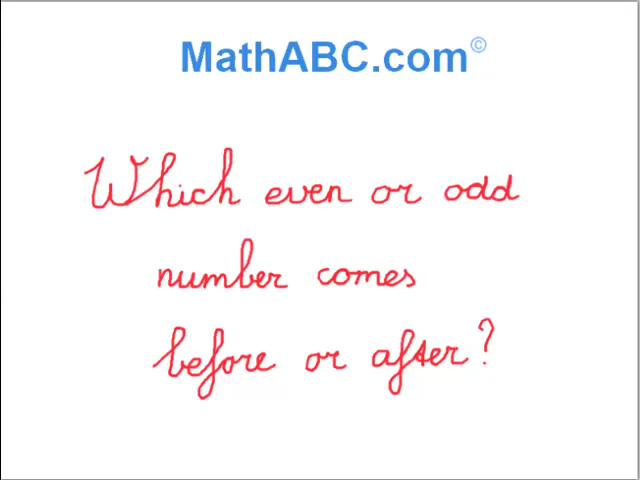 MathABC.com©
Which even or odd
number comes
before or after?